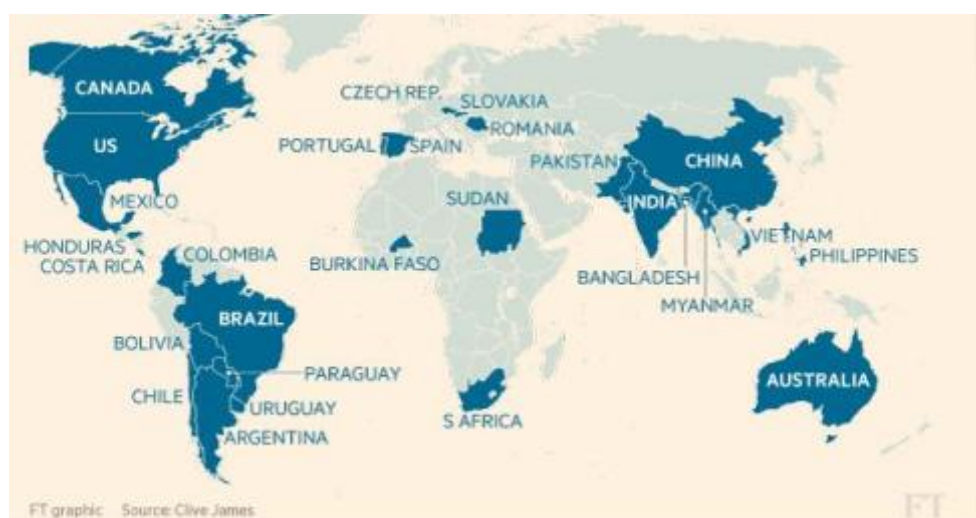 CANADA
US
MEXICO
HONDURAS
COSTA RICA
COLOMBIA
BRAZIL
BOLIVIA
PARAGUAY
CHILE
URUGUAY
ARGENTINA
CZECH REP.
SLOVAKIA
ROMANIA
PORTUGAL
SPAIN
SUDAN
BURKINA FASO
S AFRICA
PAKISTAN
CHINA
INDIA
VIETNAM
PHILIPPINES
BANGLADESH
MYANMAR
AUSTRALIA
FT graphic Source: Clive James
FT